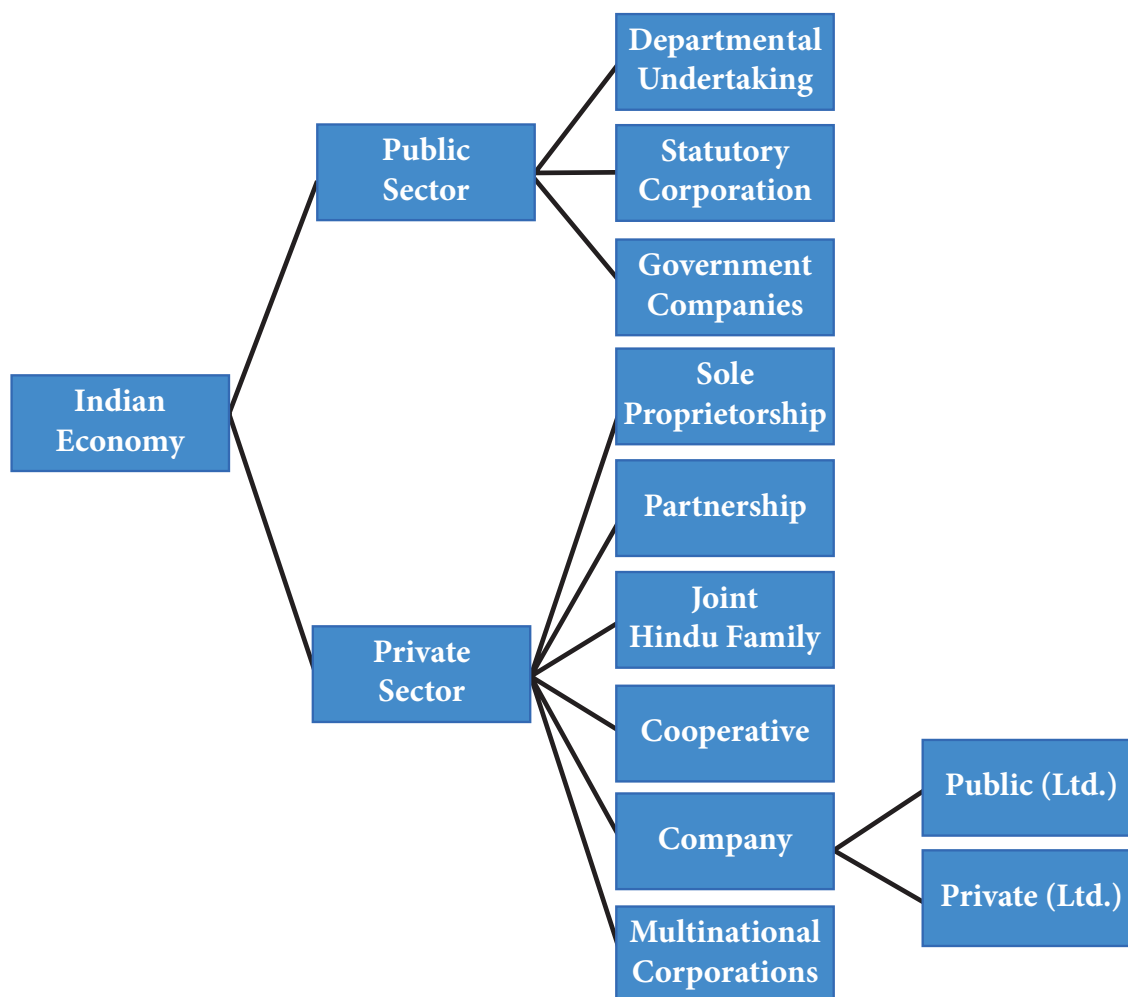 Indian
Economy
Public
Sector
Departmental
Undertaking
Statutory
Corporation
Government
Companies
Private
Sector
Sole
Proprietorship
Partnership
Joint
Hindu Family
Cooperative
Company
Public (Ltd.)
Private (Ltd.)
Multinational
Corporations